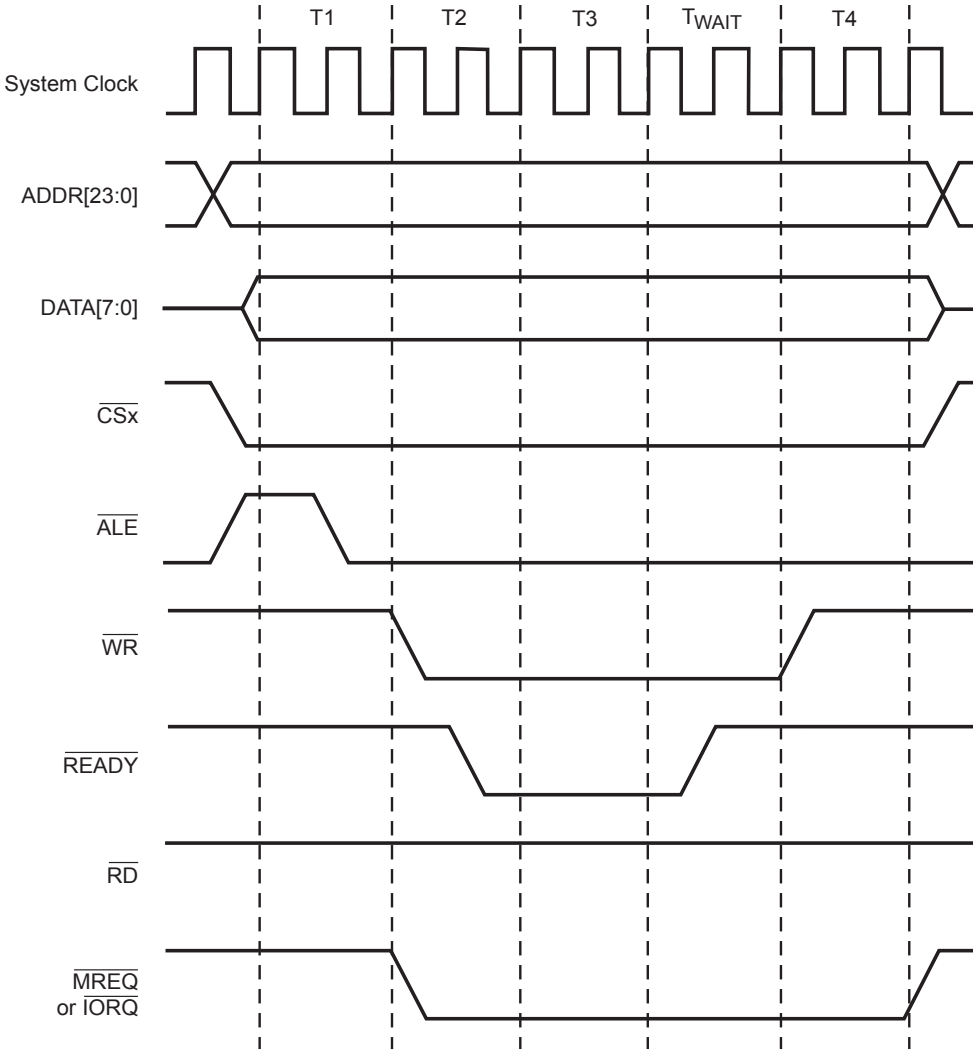 T1 T2 T3 TWAIT T4
System Clock
ADDR[23:0]
DATA[7:0]
CSx
ALE
WR
READY
RD
MREQ
or IORQ